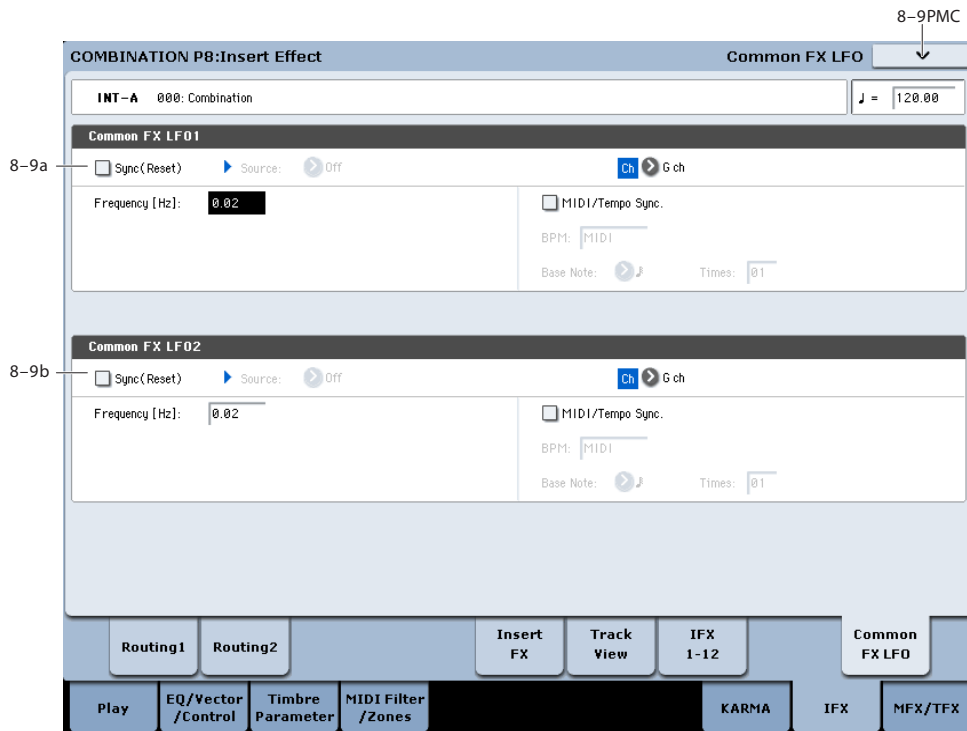 8-9PMC
COMBINATION P8:Insert Effect
Common FX LFO
INT-A 000: Combination
♩ = 120.00
Common FX LFO1
8-9a
Sync(Reset) Source: Off Ch G ch
Frequency [Hz]: 0.02
MIDI/Tempo Sync.
BPM: MIDI
Base Note: ♩ Times: 01
Common FX LFO2
8-9b
Sync(Reset) Source: Off Ch G ch
Frequency [Hz]: 0.02
MIDI/Tempo Sync.
BPM: MIDI
Base Note: ♩ Times: 01
Routing1
Routing2
Insert
FX
Track
View
IFX
1-12
Common
FX LFO
Play
EQ/Vector
/Control
Timbre
Parameter
MIDI Filter
/Zones
KARMA
IFX
MFX/TFX